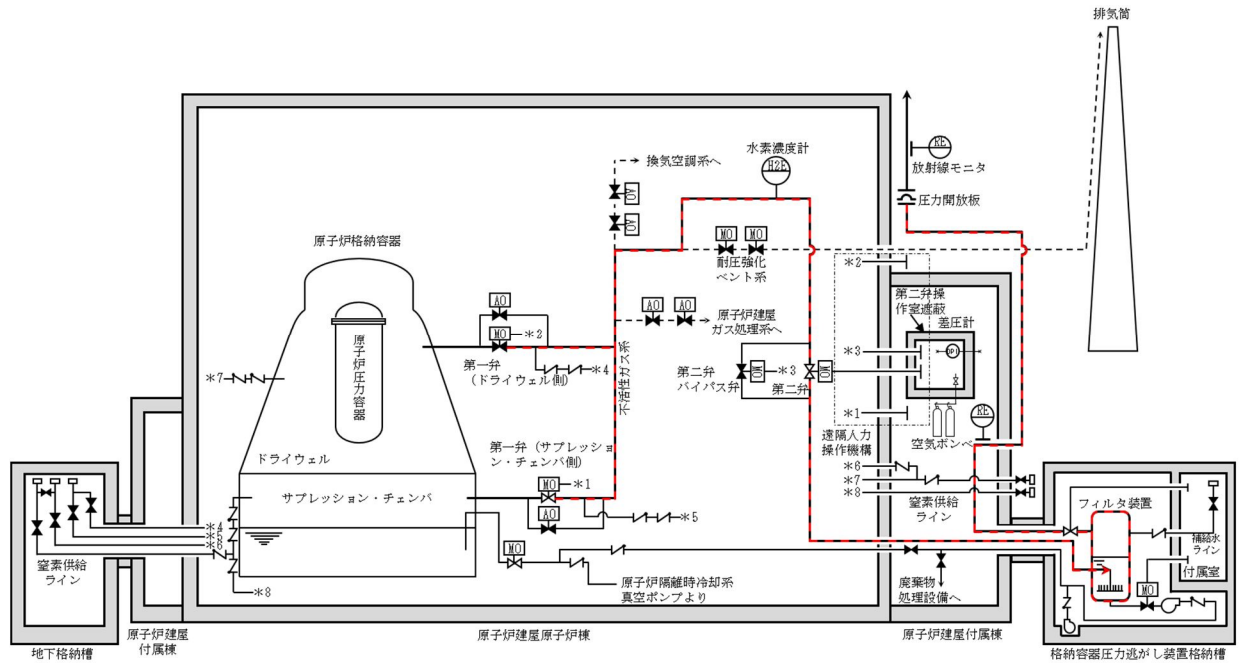 排気筒
水素濃度計
H2E
換気空調系へ
AO
AO
RE
放射線モニタ
圧力開放板
原子炉格納容器
MO
MO
耐圧強化
ベント系
*2
第二弁操
作室遮蔽
差圧計
DPI
AO
MO
*2
AO
AO
原子炉建屋
ガス処理系へ
原子炉圧力容器
第一弁
(ドライウェル側)
*4
不活性ガス系
第二弁
バイパス弁
MO
*3
第二弁
MO
*3
*1
遠隔人力
操作機構
空気ボンベ
RE
*7
ドライウェル
第一弁(サプレッショ
ン・チェンバ側)
MO
*1
AO
*5
サプレッション・チェンバ
*6
*7
*8
窒素供給
ライン
フィルタ装置
補給水
ライン
付属室
MO
*4
*5
*6
窒素供給
ライン
*8
MO
原子炉隔離時冷却系
真空ポンプより
廃棄物
処理設備へ
地下格納槽
原子炉建屋
付属棟
原子炉建屋原子炉棟
原子炉建屋付属棟
格納容器圧力逃がし装置格納槽